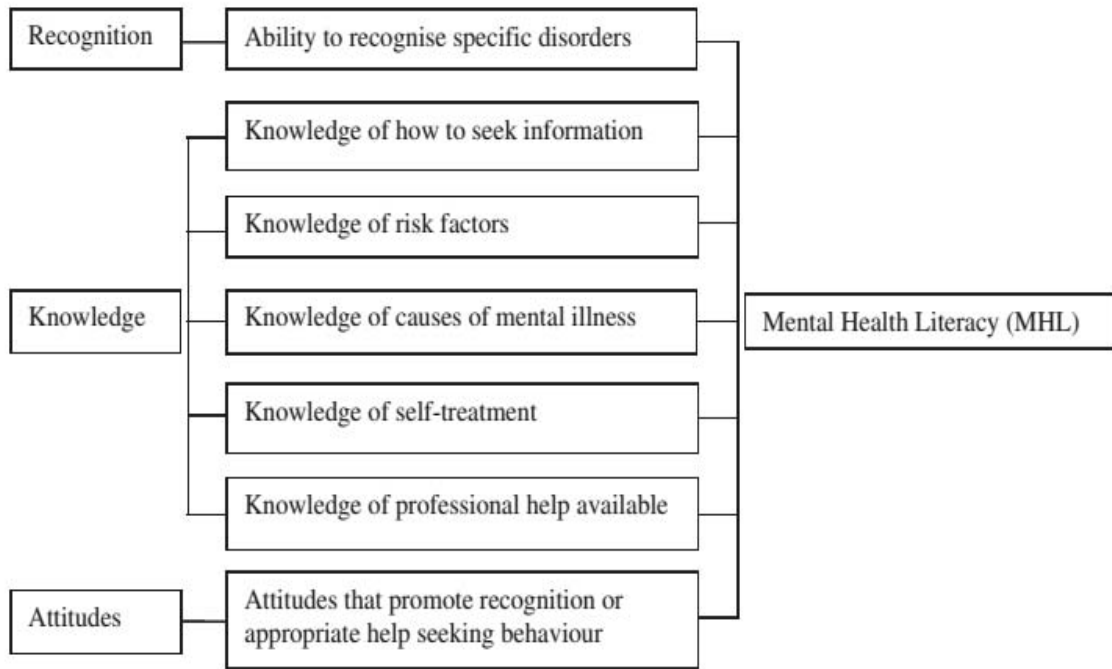 Recognition
Ability to recognise specific disorders
Knowledge of how to seek information
Knowledge of risk factors
Knowledge
Knowledge of causes of mental illness
Mental Health Literacy (MHL)
Knowledge of self-treatment
Knowledge of professional help available
Attitudes
Attitudes that promote recognition or
appropriate help seeking behaviour